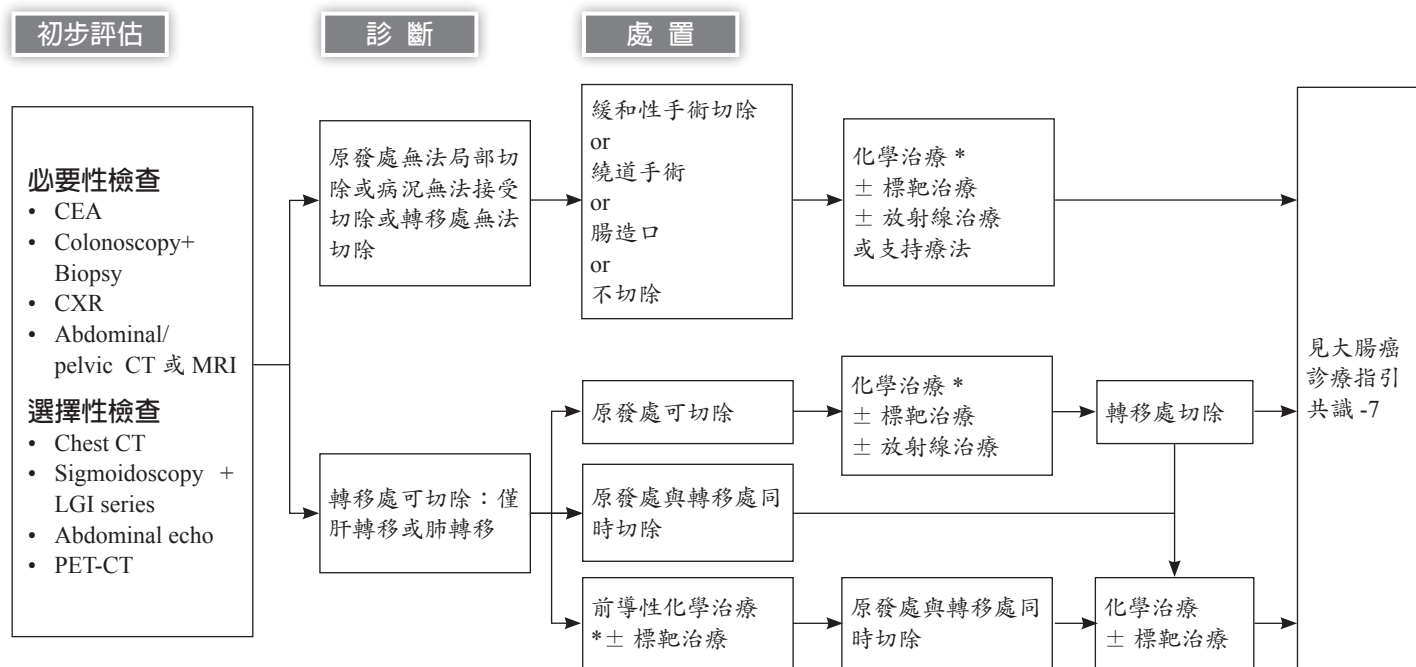 初步評估
診 斷
處 置
必要性檢查
• CEA
• Colonoscopy+
Biopsy
• CXR
• Abdominal/
pelvic CT 或 MRI
選擇性檢查
• Chest CT
• Sigmoidoscopy +
LGI series
• Abdominal echo
• PET-CT
原發處無法局部切
除或病況無法接受
切除或轉移處無法
切除
緩和性手術切除
or
繞道手術
or
腸造口
or
不切除
化學治療 *
± 標靶治療
± 放射線治療
或支持療法
轉移處可切除：僅
肝轉移或肺轉移
原發處可切除
化學治療 *
± 標靶治療
± 放射線治療
轉移處切除
原發處與轉移處同
時切除
前導性化學治療
*± 標靶治療
原發處與轉移處同
時切除
化學治療
± 標靶治療
見大腸癌
診療指引
共識 -7